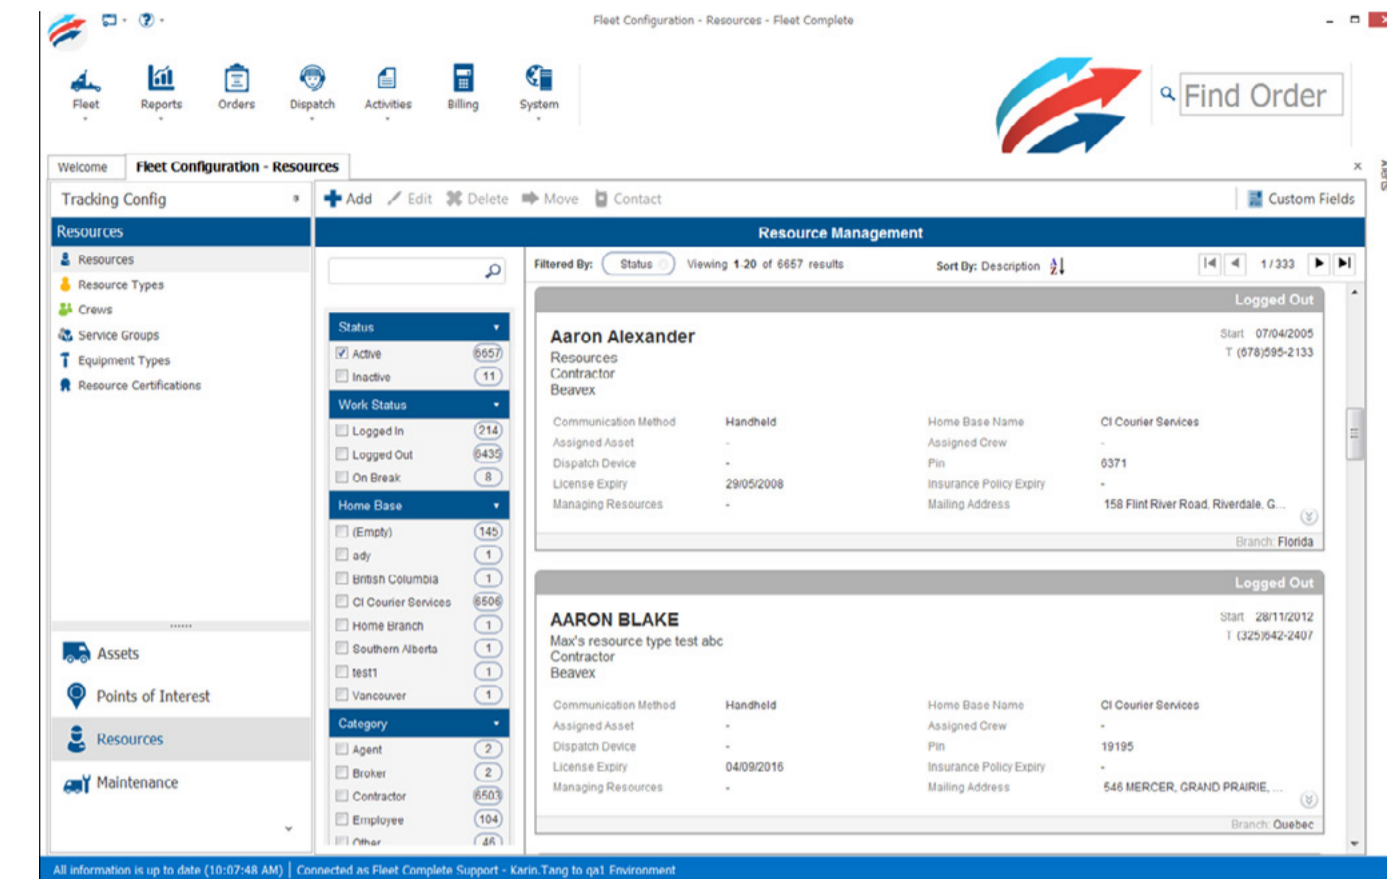 Fleet Configuration - Resources - Fleet Complete
Fleet Reports Orders Dispatch Activities Billing System
Find Order
Welcome Fleet Configuration - Resources
Alerts
Tracking Config
Add Edit Delete Move Contact Custom Fields
Resources
Resource Management
Resources
Resource Types
Crews
Service Groups
Equipment Types
Resource Certifications
Assets
Points of Interest
Resources
Maintenance
Filtered By: Status Viewing 1-20 of 6657 results Sort By: Description 1 / 333
Status
Active 6657
Inactive 11
Work Status
Logged In 214
Logged Out 6435
On Break 8
Home Base
(Empty) 145
ady 1
British Columbia 1
CI Courier Services 6506
Home Branch 1
Southern Alberta 1
test1 1
Vancouver 1
Category
Agent 2
Broker 2
Contractor 6503
Employee 104
Other 46
Logged Out
Aaron Alexander Start 07/04/2005
Resources T (678)595-2133
Contractor
Beavex
Communication Method Handheld Home Base Name CI Courier Services
Assigned Asset - Assigned Crew -
Dispatch Device - Pin 6371
License Expiry 29/05/2008 Insurance Policy Expiry -
Managing Resources - Mailing Address 158 Flint River Road, Riverdale, G...
Branch: Florida
Logged Out
AARON BLAKE Start 28/11/2012
Max's resource type test abc T (325)642-2407
Contractor
Beavex
Communication Method Handheld Home Base Name CI Courier Services
Assigned Asset - Assigned Crew -
Dispatch Device - Pin 19195
License Expiry 04/09/2016 Insurance Policy Expiry -
Managing Resources - Mailing Address 546 MERCER, GRAND PRAIRIE, ...
Branch: Quebec
All information is up to date (10:07:48 AM) | Connected as Fleet Complete Support - Karin.Tang to qa1 Environment